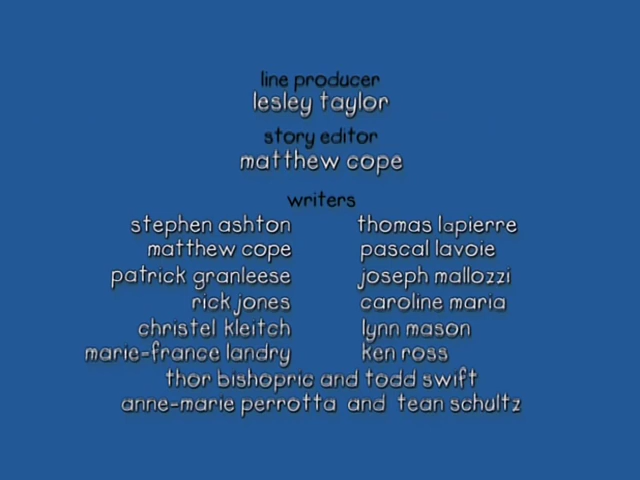 line producer
lesley taylor
story editor
matthew cope
writers
stephen ashton thomas lapierre
matthew cope pascal lavoie
patrick granleese joseph mallozzi
rick jones caroline maria
christel kleitch lynn mason
marie-france landry ken ross
thor bishopric and todd swift
anne-marie perrotta and tean schultz